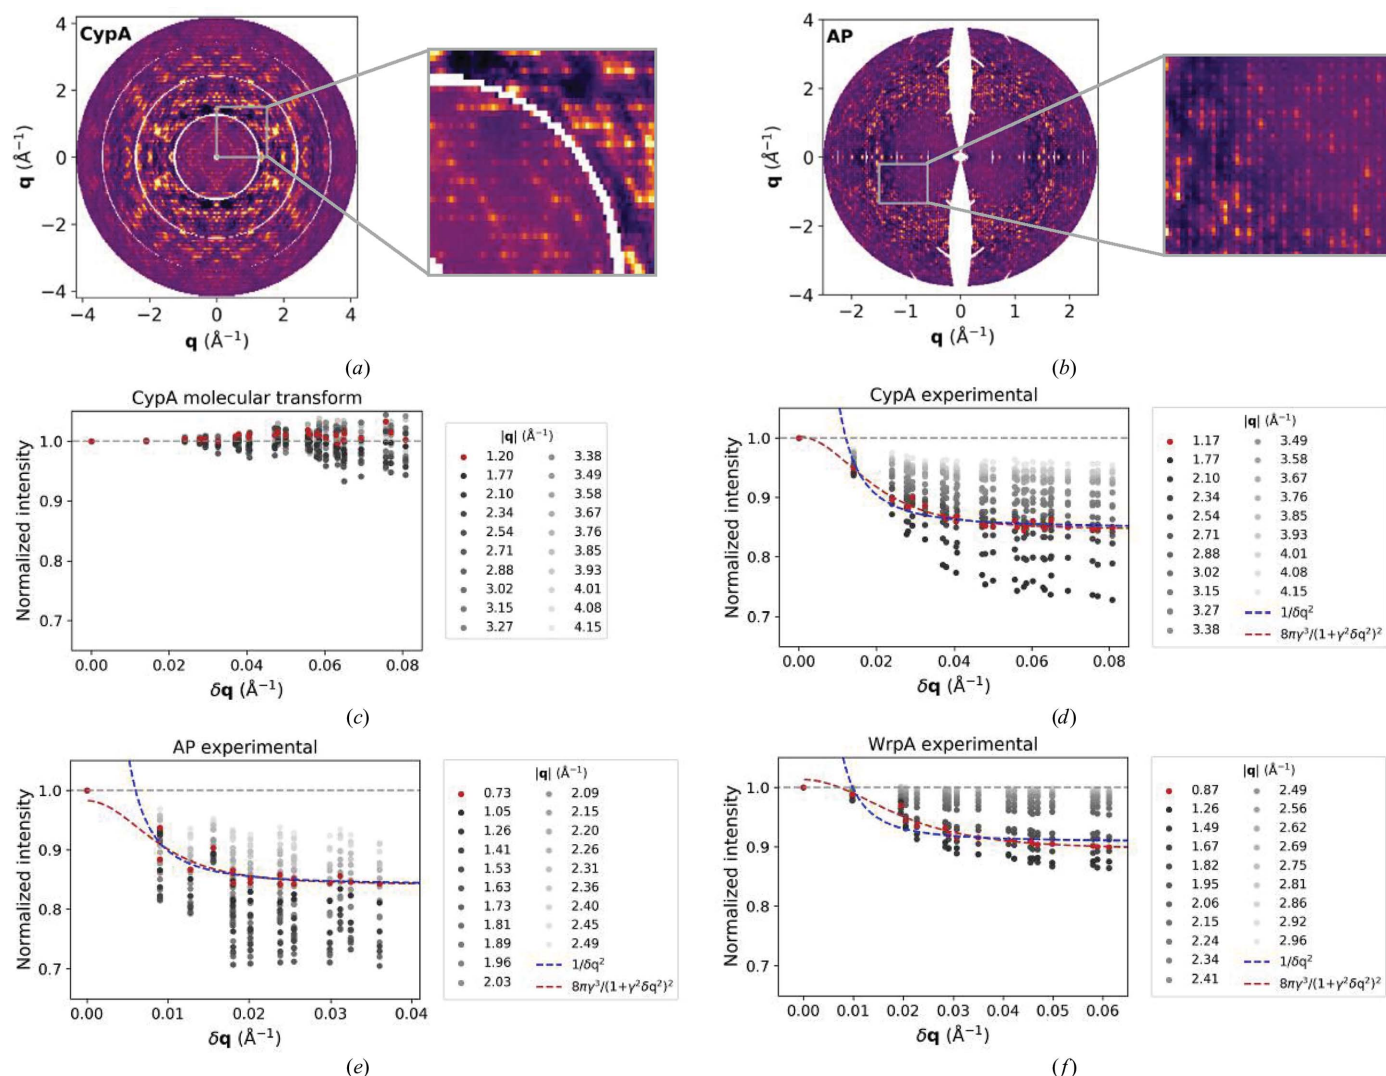 CypA
4
2
0
−2
−4
q (Å⁻¹)
−4 −2 0 2 4
q (Å⁻¹)
(a)
AP
4
2
0
−2
−4
q (Å⁻¹)
−2 −1 0 1 2
q (Å⁻¹)
(b)
CypA molecular transform
1.0
0.9
0.8
0.7
Normalized intensity
0.00 0.02 0.04 0.06 0.08
δq (Å⁻¹)
|q| (Å⁻¹)
1.20 3.38
1.77 3.49
2.10 3.58
2.34 3.67
2.54 3.76
2.71 3.85
2.88 3.93
3.02 4.01
3.15 4.08
3.27 4.15
(c)
CypA experimental
1.0
0.9
0.8
0.7
Normalized intensity
0.00 0.02 0.04 0.06 0.08
δq (Å⁻¹)
|q| (Å⁻¹)
1.17 3.49
1.77 3.58
2.10 3.67
2.34 3.76
2.54 3.85
2.71 3.93
2.88 4.01
3.02 4.08
3.15 4.15
3.27 1/δq²
3.38 8πγ³/(1+γ²δq²)²
(d)
AP experimental
1.0
0.9
0.8
0.7
Normalized intensity
0.00 0.01 0.02 0.03 0.04
δq (Å⁻¹)
|q| (Å⁻¹)
0.73 2.09
1.05 2.15
1.26 2.20
1.41 2.26
1.53 2.31
1.63 2.36
1.73 2.40
1.81 2.45
1.89 2.49
1.96 1/δq²
2.03 8πγ³/(1+γ²δq²)²
(e)
WrpA experimental
1.0
0.9
0.8
0.7
Normalized intensity
0.00 0.01 0.02 0.03 0.04 0.05 0.06
δq (Å⁻¹)
|q| (Å⁻¹)
0.87 2.49
1.26 2.56
1.49 2.62
1.67 2.69
1.82 2.75
1.95 2.81
2.06 2.86
2.15 2.92
2.24 2.96
2.34 1/δq²
2.41 8πγ³/(1+γ²δq²)²
(f)